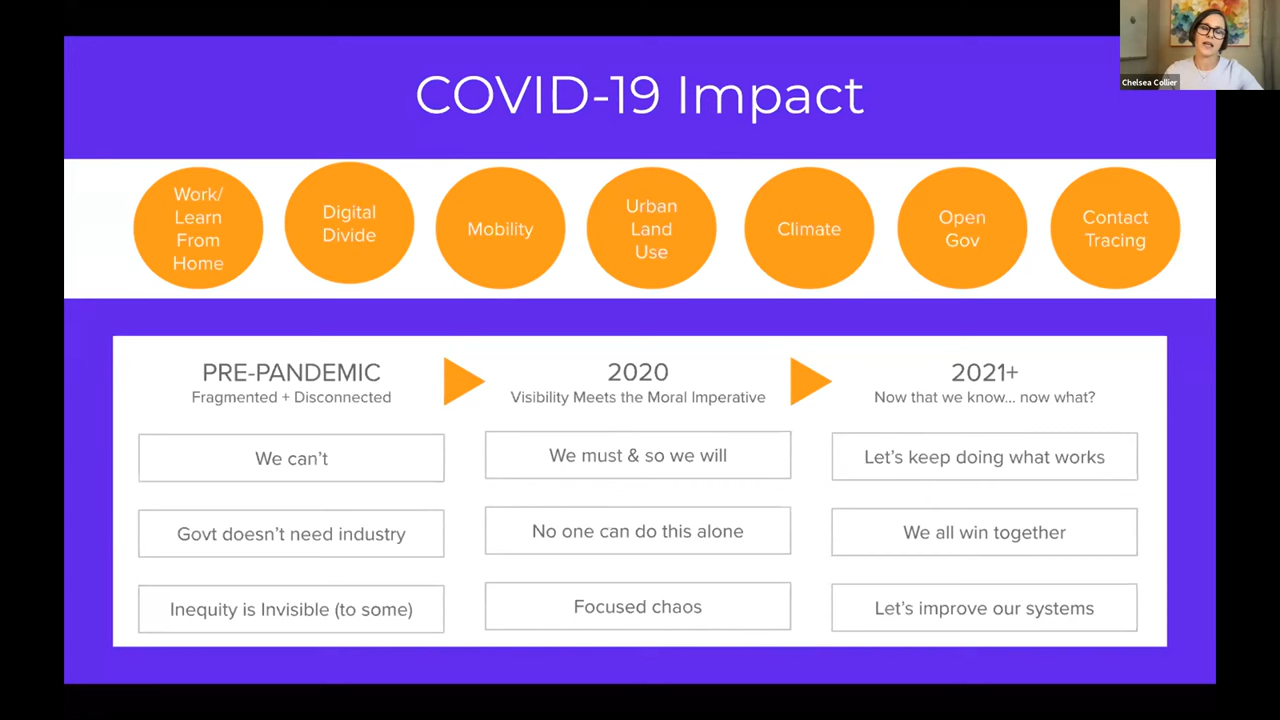 COVID-19 Impact
Chelsea Collier
Work/
Learn
From
Home
Digital
Divide
Mobility
Urban
Land
Use
Climate
Open
Gov
Contact
Tracing
PRE-PANDEMIC
Fragmented + Disconnected
We can't
Govt doesn't need industry
Inequity is Invisible (to some)
2020
Visibility Meets the Moral Imperative
We must & so we will
No one can do this alone
Focused chaos
2021+
Now that we know... now what?
Let's keep doing what works
We all win together
Let's improve our systems